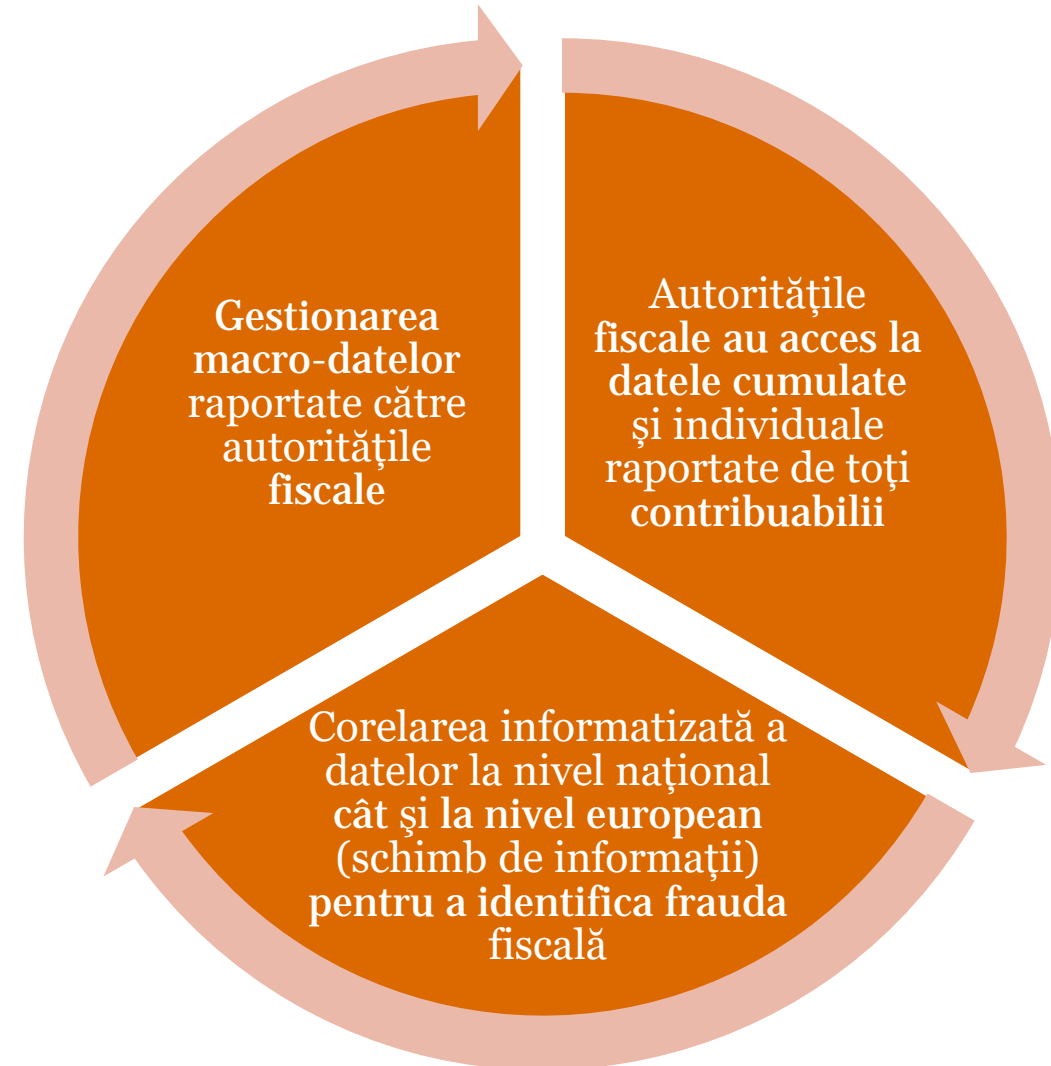 Gestionarea
macro-datelor
raportate către
autoritățile
fiscale
Autoritățile
fiscale au acces la
datele cumulate
și individuale
raportate de toți
contribuabilii
Corelarea informatizată a
datelor la nivel naţional
cât şi la nivel european
(schimb de informaţii)
pentru a identifica frauda
fiscală